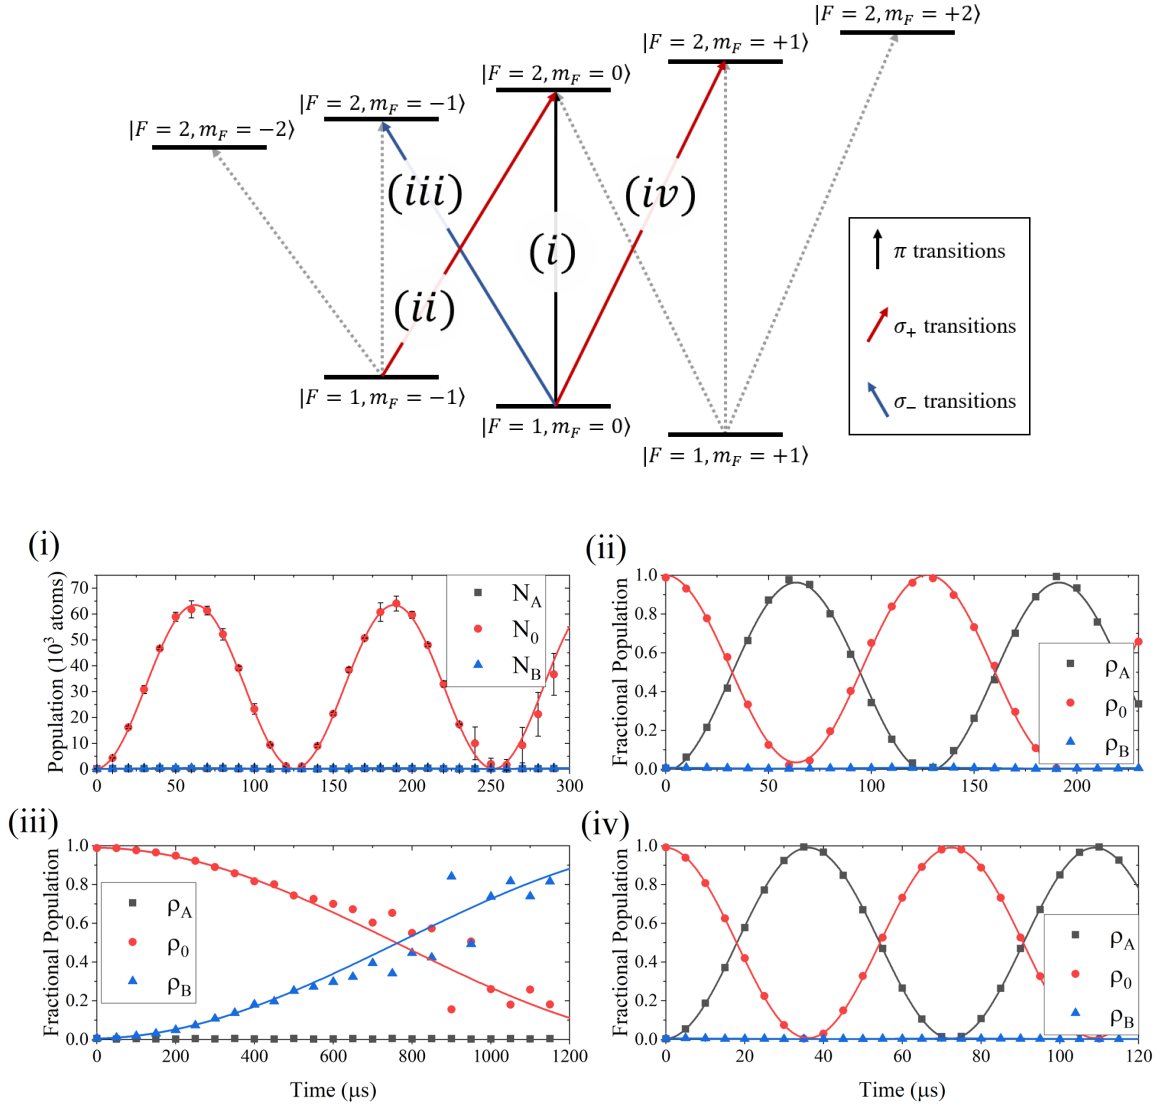 |F = 2, m_F = +2⟩
|F = 2, m_F = +1⟩
|F = 2, m_F = 0⟩
|F = 2, m_F = −1⟩
|F = 2, m_F = −2⟩
(iii)
(iv)
(i)
(ii)
π transitions
σ₊ transitions
σ₋ transitions
|F = 1, m_F = −1⟩
|F = 1, m_F = 0⟩
|F = 1, m_F = +1⟩
(i)
Population (10³ atoms)
70
60
50
40
30
20
10
0
N_A
N_0
N_B
0 50 100 150 200 250 300
(ii)
Fractional Population
1.0
0.8
0.6
0.4
0.2
0.0
ρ_A
ρ_0
ρ_B
0 50 100 150 200
(iii)
Fractional Population
1.0
0.8
0.6
0.4
0.2
0.0
ρ_A
ρ_0
ρ_B
0 200 400 600 800 1000 1200
Time (μs)
(iv)
Fractional Population
1.0
0.8
0.6
0.4
0.2
0.0
ρ_A
ρ_0
ρ_B
0 20 40 60 80 100 120
Time (μs)